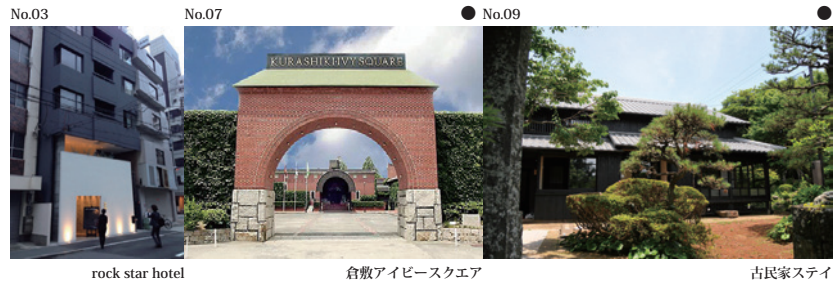 No.03
No.07
No.09
KURASHIKI IVY SQUARE
rock star hotel
倉敷アイビースクエア
古民家ステイ